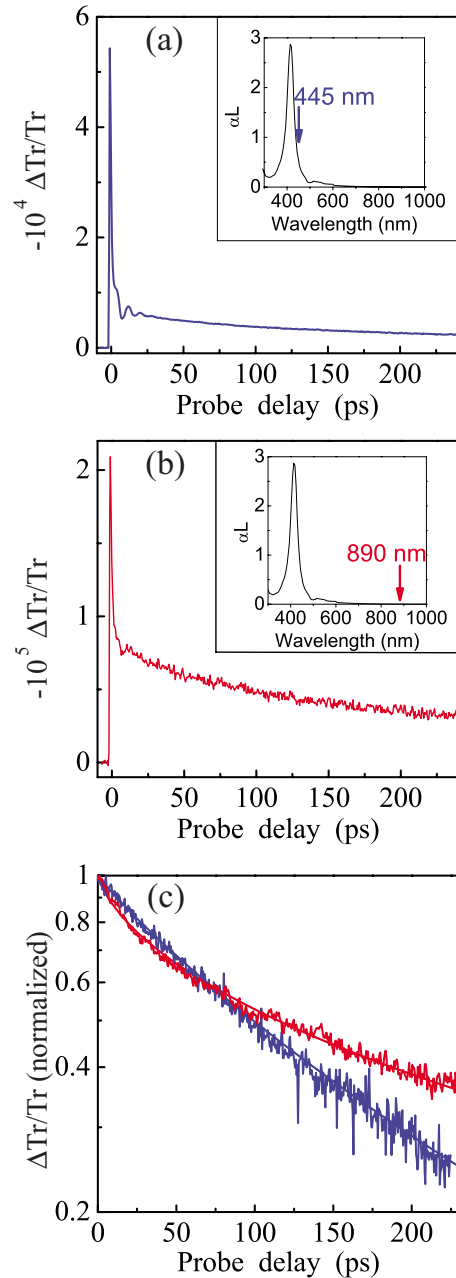 (a)
-10⁴ ΔTr/Tr
6
4
2
0
αL
3
2
1
0
445 nm
400 600 800 1000
Wavelength (nm)
0 50 100 150 200
Probe delay (ps)
(b)
-10⁵ ΔTr/Tr
2
1
0
αL
3
2
1
0
890 nm
400 600 800 1000
Wavelength (nm)
0 50 100 150 200
Probe delay (ps)
(c)
ΔTr/Tr (normalized)
1
0.8
0.6
0.4
0.2
0 50 100 150 200
Probe delay (ps)